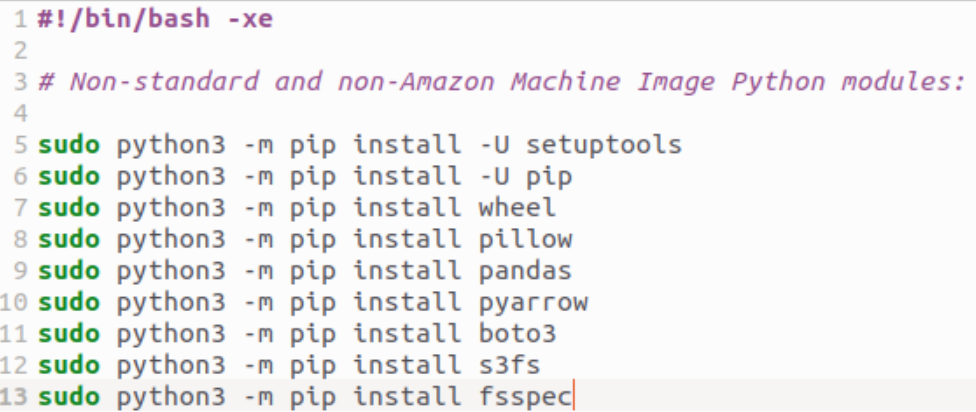 1 #!/bin/bash -xe
2
3 # Non-standard and non-Amazon Machine Image Python modules:
4
5 sudo python3 -m pip install -U setuptools
6 sudo python3 -m pip install -U pip
7 sudo python3 -m pip install wheel
8 sudo python3 -m pip install pillow
9 sudo python3 -m pip install pandas
10 sudo python3 -m pip install pyarrow
11 sudo python3 -m pip install boto3
12 sudo python3 -m pip install s3fs
13 sudo python3 -m pip install fsspec